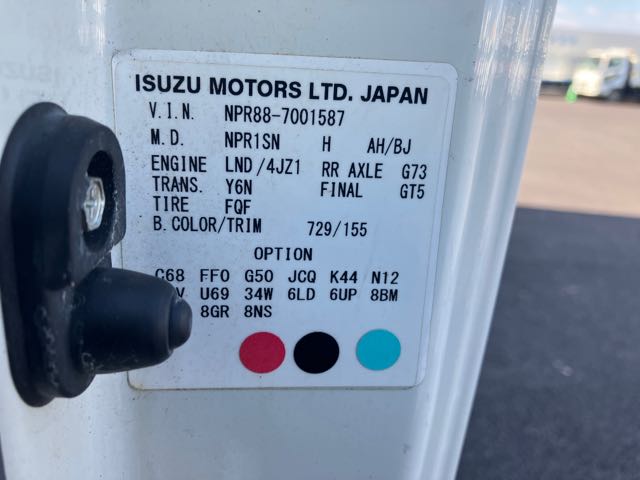 ISUZU MOTORS LTD. JAPAN
V.I.N. NPR88-7001587
M.D. NPR1SN H AH/BJ
ENGINE LND/4JZ1 RR AXLE G73
TRANS. Y6N FINAL GT5
TIRE FQF
B.COLOR/TRIM 729/155
OPTION
C68 FF0 G50 JCQ K44 N12
U69 34W 6LD 6UP 8BM
8GR 8NS